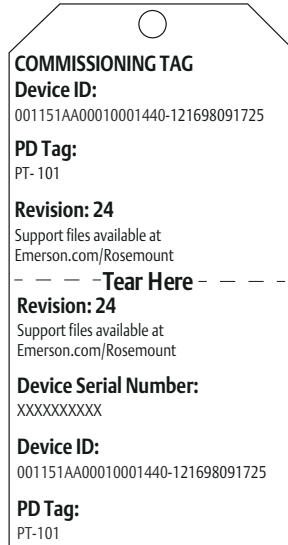 COMMISSIONING TAG
Device ID:
001151AA00010001440-121698091725
PD Tag:
PT- 101
Revision: 24
Support files available at
Emerson.com/Rosemount
Tear Here
Revision: 24
Support files available at
Emerson.com/Rosemount
Device Serial Number:
XXXXXXXXXX
Device ID:
001151AA00010001440-121698091725
PD Tag:
PT-101